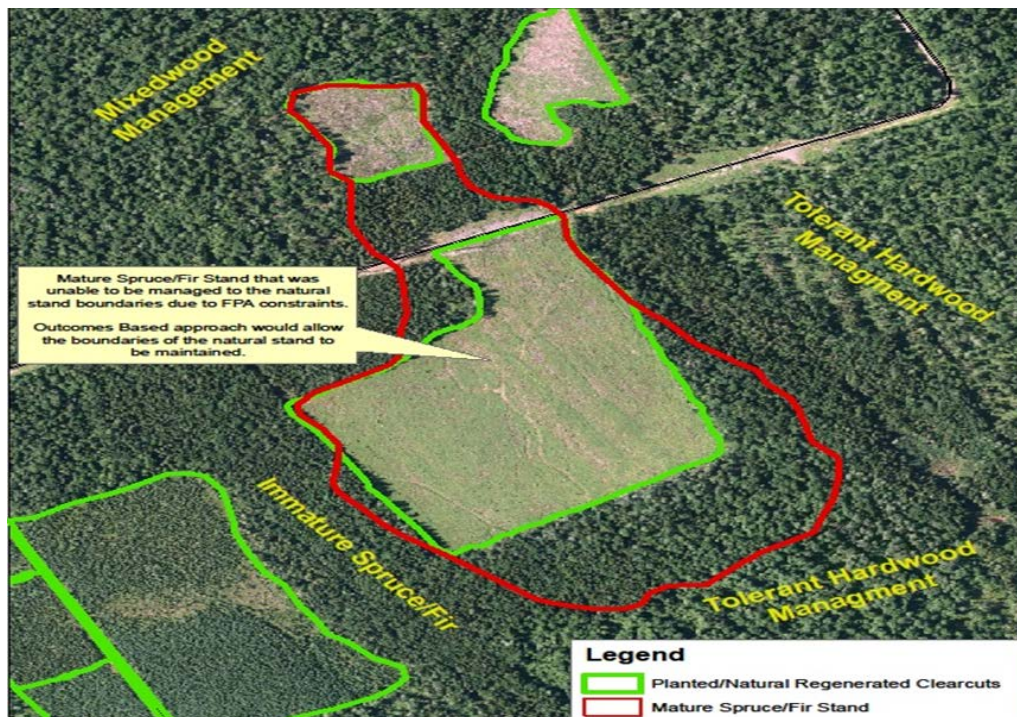 Mixedwood
Management
Tolerant Hardwood
Managment
Mature Spruce/Fir Stand that was
unable to be managed to the natural
stand boundaries due to FPA constraints.
Outcomes Based approach would allow
the boundaries of the natural stand to
be maintained.
Immature Spruce/Fir
Tolerant Hardwood
Managment
Legend
Planted/Natural Regenerated Clearcuts
Mature Spruce/Fir Stand